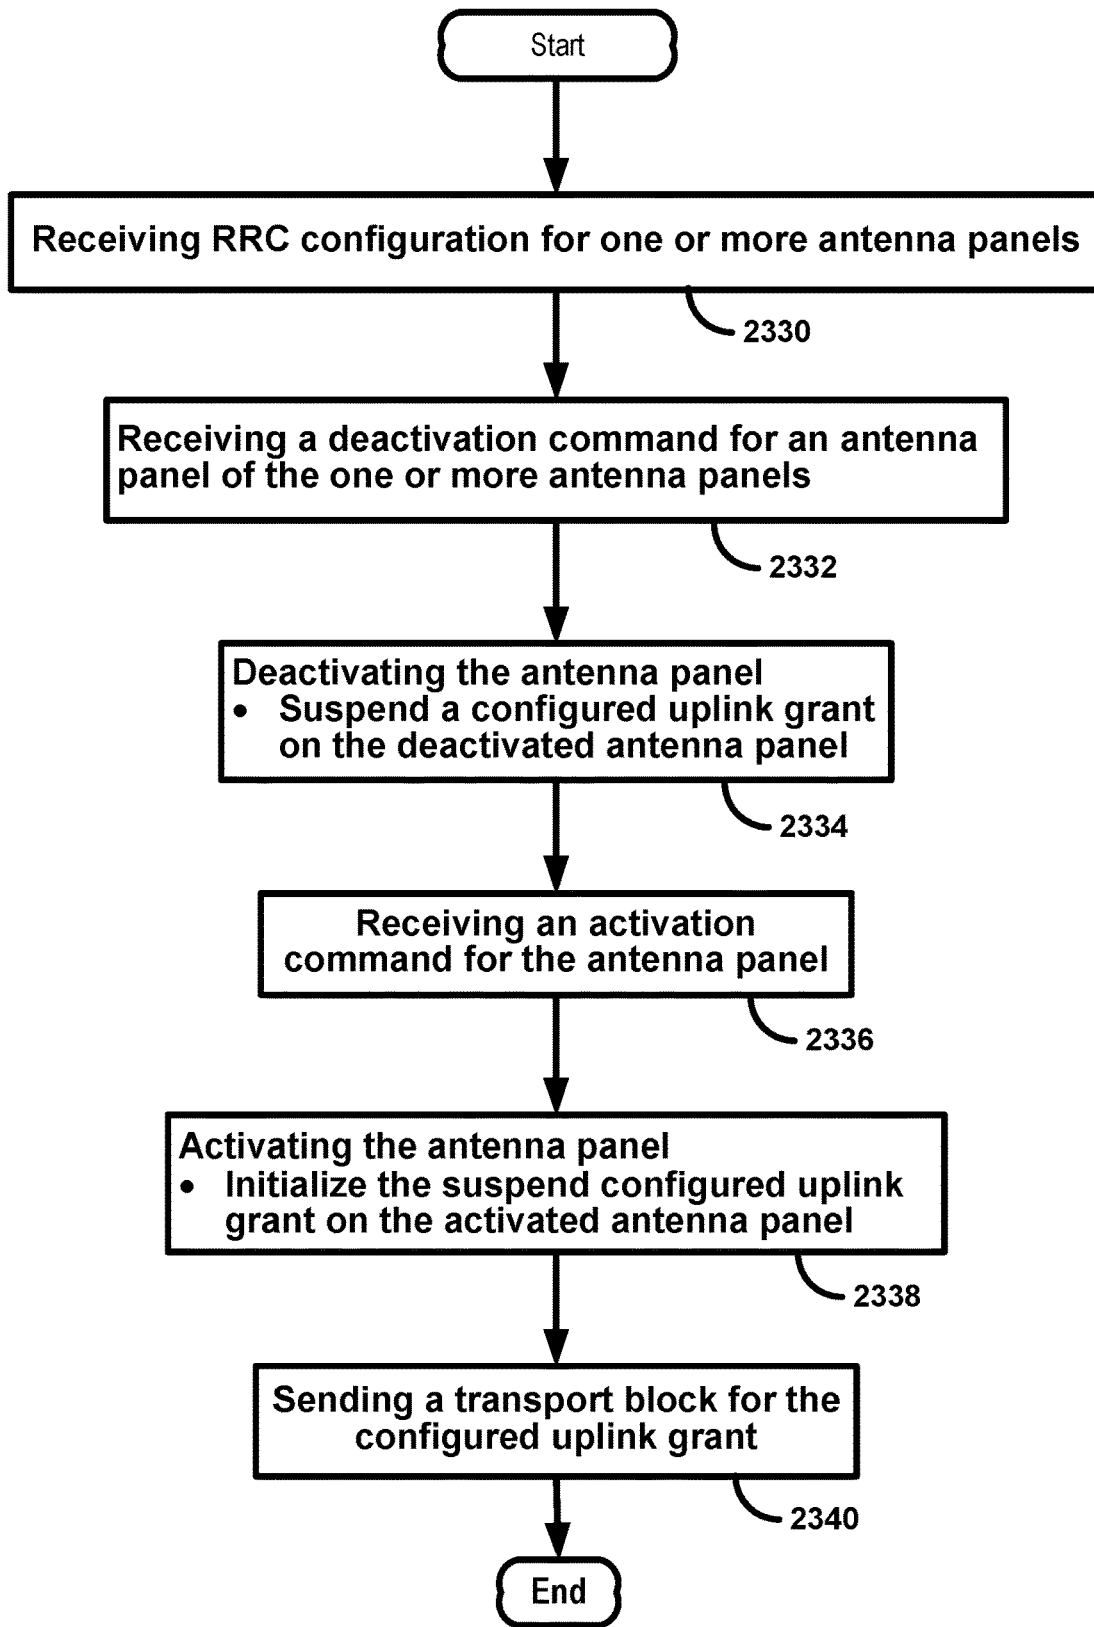 Start
Receiving RRC configuration for one or more antenna panels
2330
Receiving a deactivation command for an antenna
panel of the one or more antenna panels
2332
Deactivating the antenna panel
• Suspend a configured uplink grant
on the deactivated antenna panel
2334
Receiving an activation
command for the antenna panel
2336
Activating the antenna panel
• Initialize the suspend configured uplink
grant on the activated antenna panel
2338
Sending a transport block for the
configured uplink grant
2340
End